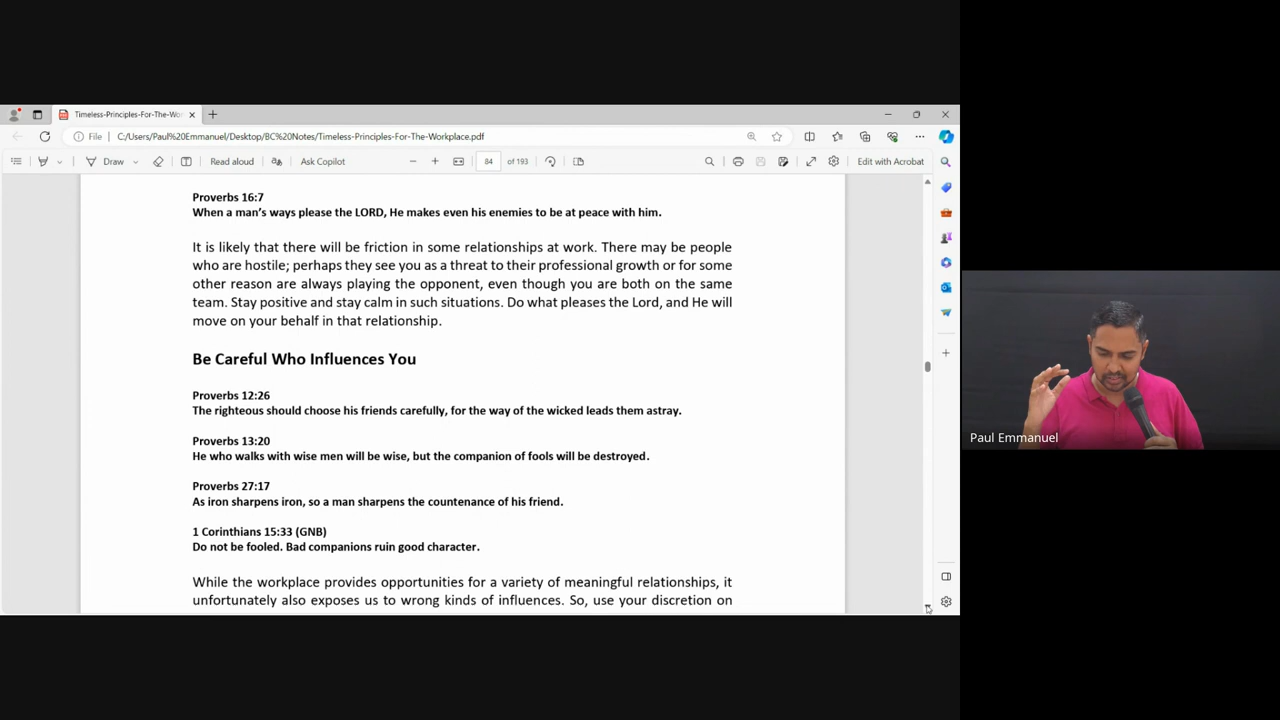 Timeless-Principles-For-The-Wor
File
C:/Users/Paul%20Emmanuel/Desktop/BC%20Notes/Timeless-Principles-For-The-Workplace.pdf
Draw
Read aloud
Ask Copilot
84 of 193
Edit with Acrobat
Proverbs 16:7
When a man’s ways please the LORD, He makes even his enemies to be at peace with him.
It is likely that there will be friction in some relationships at work. There may be people
who are hostile; perhaps they see you as a threat to their professional growth or for some
other reason are always playing the opponent, even though you are both on the same
team. Stay positive and stay calm in such situations. Do what pleases the Lord, and He will
move on your behalf in that relationship.
Be Careful Who Influences You
Proverbs 12:26
The righteous should choose his friends carefully, for the way of the wicked leads them astray.
Proverbs 13:20
He who walks with wise men will be wise, but the companion of fools will be destroyed.
Proverbs 27:17
As iron sharpens iron, so a man sharpens the countenance of his friend.
1 Corinthians 15:33 (GNB)
Do not be fooled. Bad companions ruin good character.
While the workplace provides opportunities for a variety of meaningful relationships, it
unfortunately also exposes us to wrong kinds of influences. So, use your discretion on
Paul Emmanuel